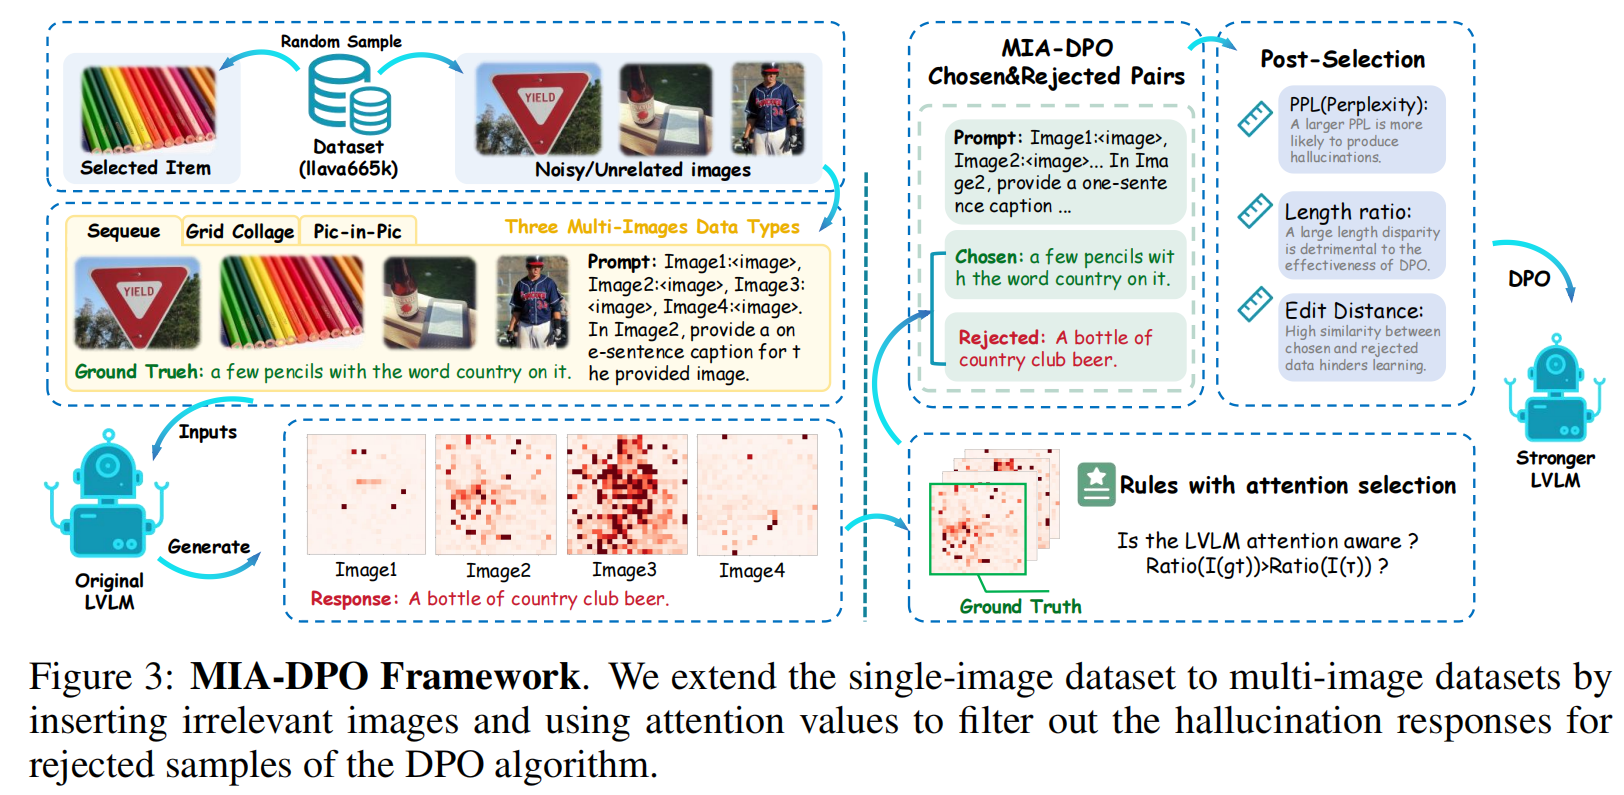 Random Sample
YIELD
Selected Item
Dataset
(llava665k)
Noisy/Unrelated images
Sequeue
Grid Collage
Pic-in-Pic
Three Multi-Images Data Types
YIELD
Prompt: Image1:<image>,
Image2:<image>, Image3:
<image>, Image4:<image>.
In Image2, provide a on
e-sentence caption for t
he provided image.
Ground Trueh: a few pencils with the word country on it.
Inputs
Original
LVLM
Generate
Image1
Image2
Image3
Image4
Response: A bottle of country club beer.
MIA-DPO
Chosen&Rejected Pairs
Prompt: Image1:<image>,
Image2:<image>... In Ima
ge2, provide a one-sente
nce caption ...
Chosen: a few pencils wit
h the word country on it.
Rejected: A bottle of
country club beer.
Post-Selection
PPL(Perplexity):
A larger PPL is more
likely to produce
hallucinations.
Length ratio:
A large length disparity
is detrimental to the
effectiveness of DPO.
Edit Distance:
High similarity between
chosen and rejected
data hinders learning.
DPO
Stronger
LVLM
Rules with attention selection
Is the LVLM attention aware ?
Ratio(I(gt))>Ratio(I(τ)) ?
Ground Truth
Figure 3: MIA-DPO Framework. We extend the single-image dataset to multi-image datasets by
inserting irrelevant images and using attention values to filter out the hallucination responses for
rejected samples of the DPO algorithm.